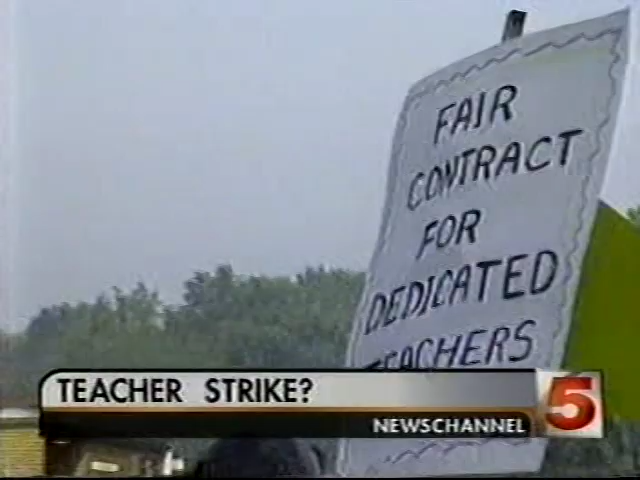 FAIR
CONTRACT
FOR
DEDICATED
TEACHERS
TEACHER STRIKE?
NEWSCHANNEL 5